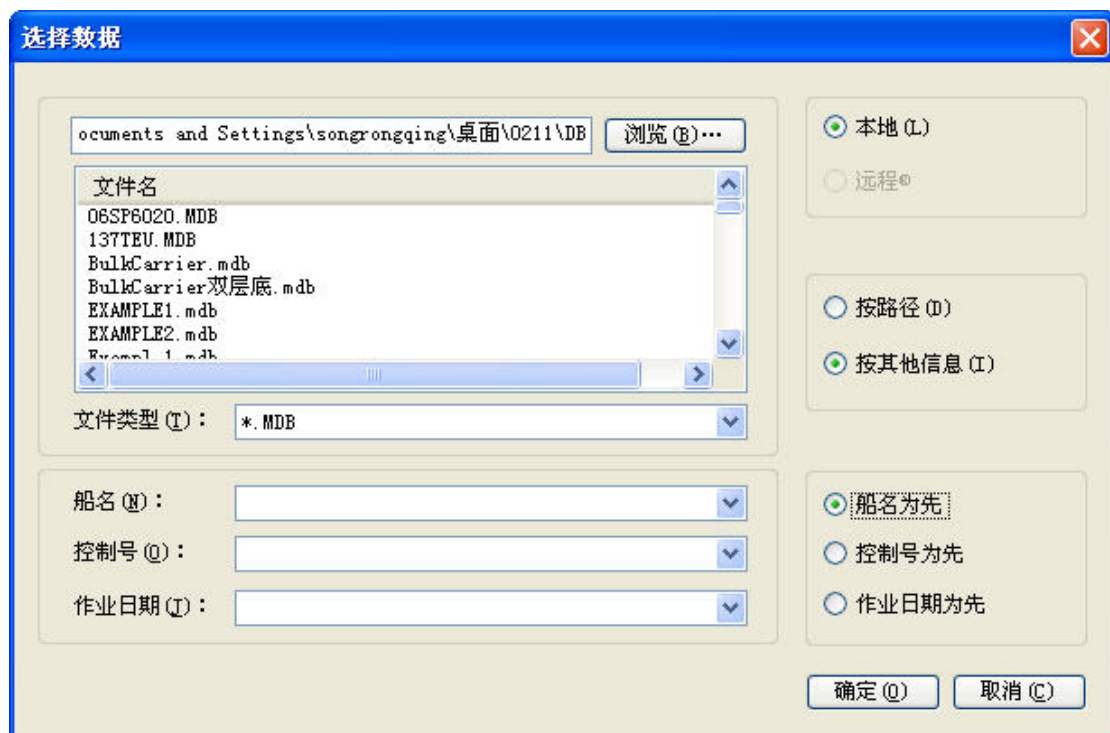 选择数据
ocuments and Settings\songrongqing\桌面\0211\DB
浏览(B)…
文件名
06SP6020.MDB
137TEU.MDB
BulkCarrier.mdb
BulkCarrier双层底.mdb
EXAMPLE1.mdb
EXAMPLE2.mdb
文件类型(T)：
*.MDB
船名(N)：
控制号(O)：
作业日期(T)：
本地(L)
远程®
按路径(D)
按其他信息(I)
船名为先
控制号为先
作业日期为先
确定(O)
取消(C)